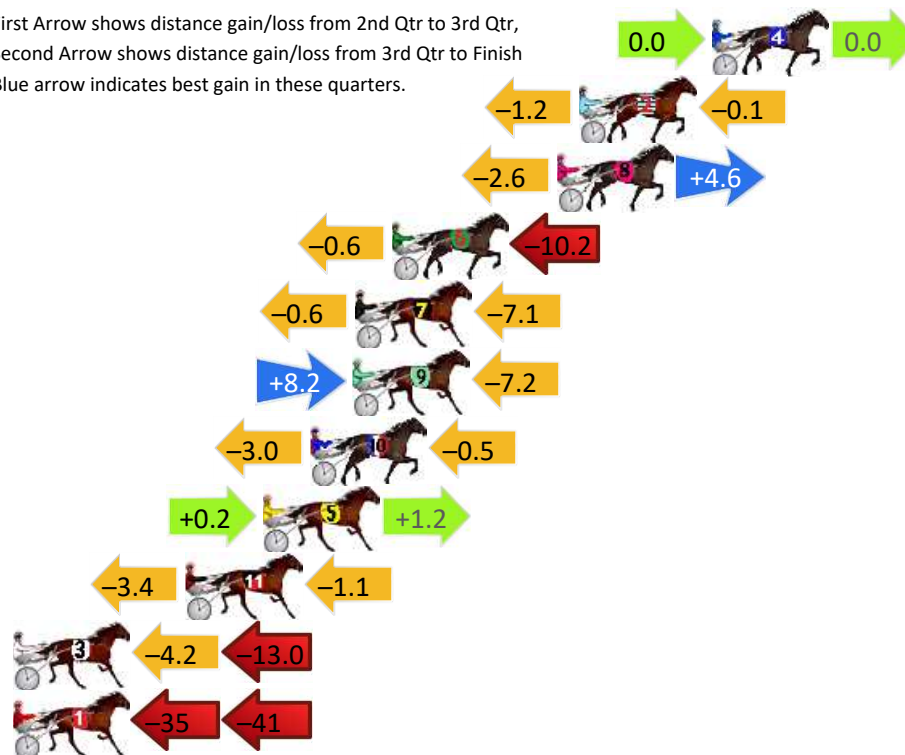 irst Arrow shows distance gain/loss from 2nd Qtr to 3rd Qtr,
econd Arrow shows distance gain/loss from 3rd Qtr to Finish
Blue arrow indicates best gain in these quarters.
0.0 4 0.0
–1.2 2 –0.1
–2.6 8 +4.6
–0.6 6 –10.2
–0.6 7 –7.1
+8.2 9 –7.2
–3.0 10 –0.5
+0.2 5 +1.2
–3.4 11 –1.1
3 –4.2 –13.0
1 –35 –41